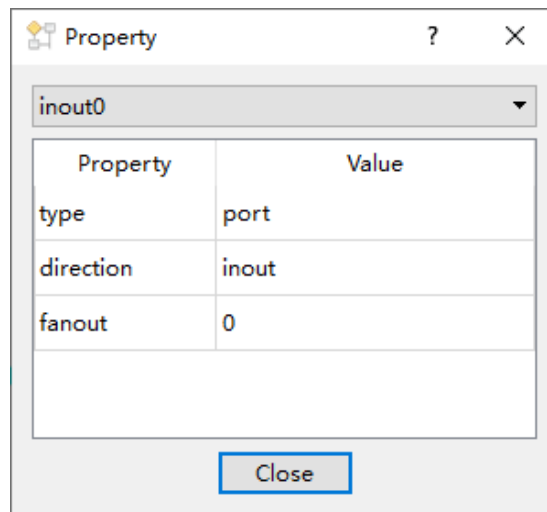 Property ?
inout0
Property Value
type port
direction inout
fanout 0
Close